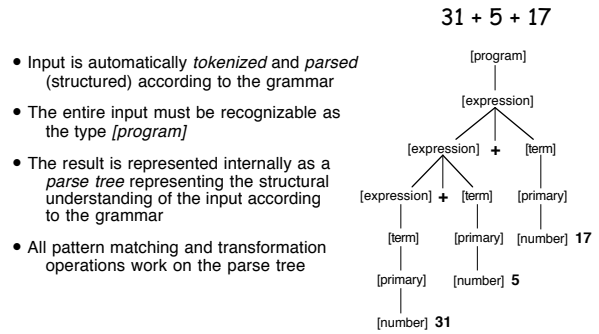 31 + 5 + 17
• Input is automatically tokenized and parsed
(structured) according to the grammar
• The entire input must be recognizable as
the type [program]
• The result is represented internally as a
parse tree representing the structural
understanding of the input according
to the grammar
• All pattern matching and transformation
operations work on the parse tree
[program]
[expression]
[expression] + [term]
[expression] + [term] [primary]
[term] [primary] [number] 17
[primary] [number] 5
[number] 31